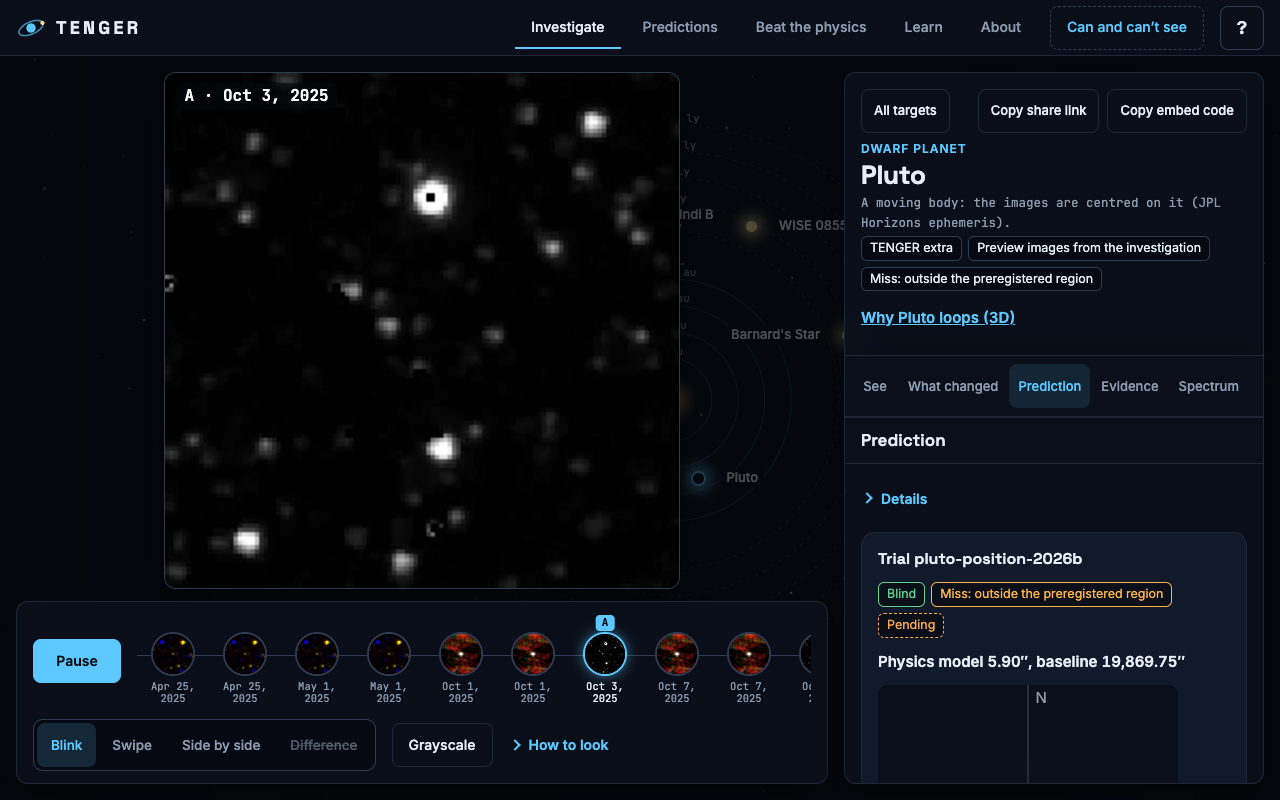 TENGER
Investigate
Predictions
Beat the physics
Learn
About
Can and can't see
?
A · Oct 3, 2025
ly
ly
ly
Indi B
WISE 0855
au
au
Barnard's Star
Pluto
All targets
Copy share link
Copy embed code
DWARF PLANET
Pluto
A moving body: the images are centred on it (JPL
Horizons ephemeris).
TENGER extra
Preview images from the investigation
Miss: outside the preregistered region
Why Pluto loops (3D)
See
What changed
Prediction
Evidence
Spectrum
Prediction
Details
Trial pluto-position-2026b
Blind
Miss: outside the preregistered region
Pending
Physics model 5.90″, baseline 19,869.75″
N
Pause
A
Apr 25,
2025
Apr 25,
2025
May 1,
2025
May 1,
2025
Oct 1,
2025
Oct 1,
2025
Oct 3,
2025
Oct 7,
2025
Oct 7,
2025
Blink
Swipe
Side by side
Difference
Grayscale
How to look